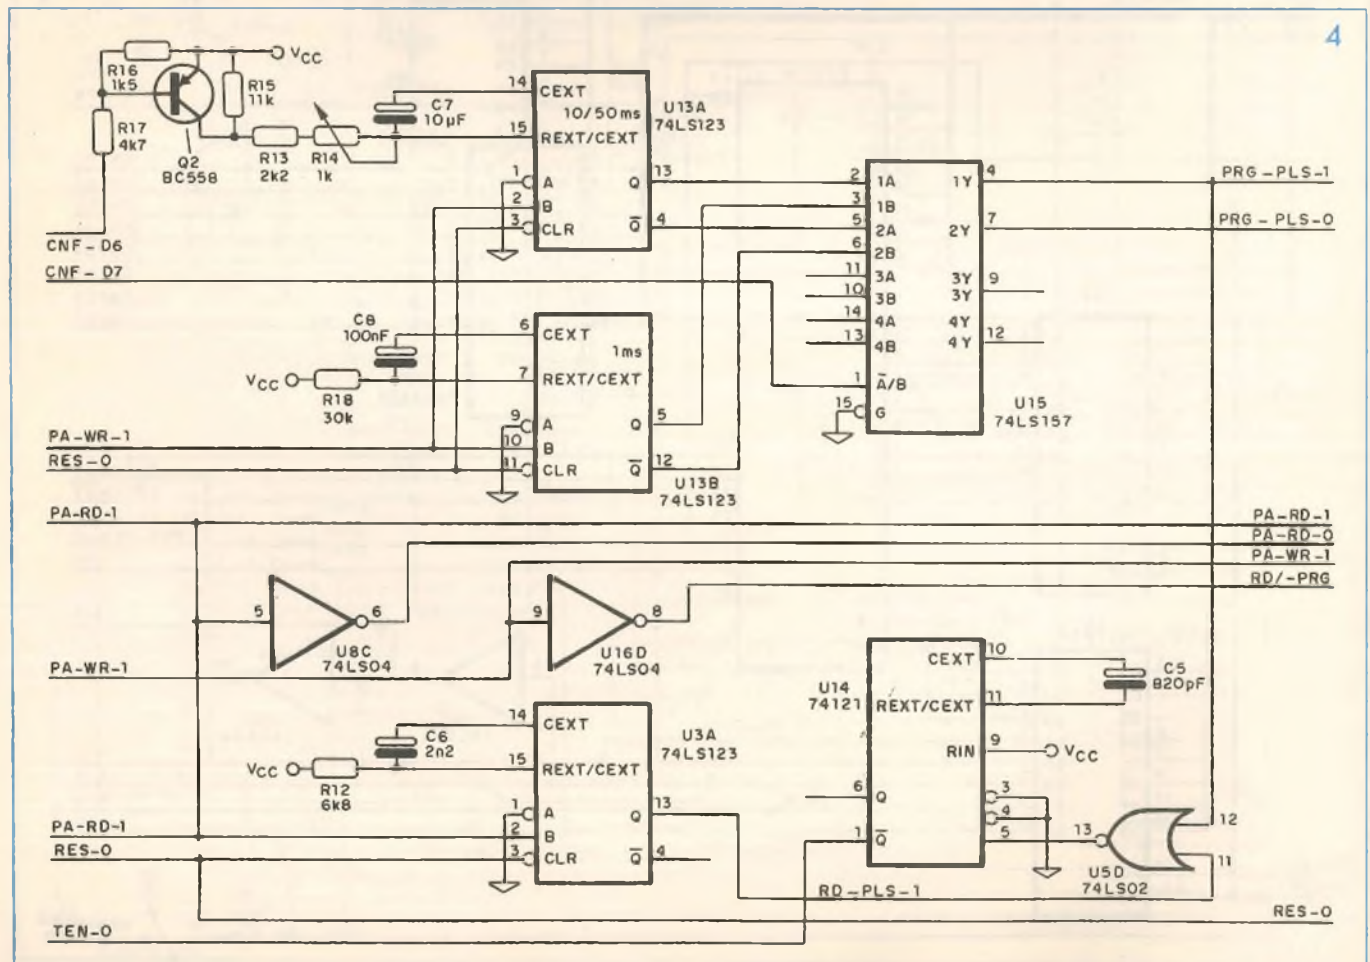 4
R16
1k5
VCC
R15
11k
R17
4k7
Q2
BC558
R13
2k2
R14
1k
C7
10µF
14
CEXT
10/50ms
15
REXT/CEXT
1
A
2
B
3
CLR
Q
13
Q
4
U13A
74LS123
CNF-D6
CNF-D7
C8
100nF
VCC
R18
30k
6
CEXT
1ms
7
REXT/CEXT
9
A
10
B
11
CLR
Q
5
Q
12
U13B
74LS123
PA-WR-1
RES-0
2
1A
3
1B
5
2A
6
2B
11
3A
10
3B
14
4A
13
4B
1
A/B
15
G
1Y
4
2Y
7
3Y
9
3Y
4Y
4Y
12
U15
74LS157
PRG-PLS-1
PRG-PLS-0
PA-RD-1
PA-RD-1
PA-RD-0
PA-WR-1
RD/-PRG
5
6
U8C
74LS04
9
8
U16D
74LS04
PA-WR-1
C6
2n2
VCC
R12
6k8
14
CEXT
15
REXT/CEXT
1
A
2
B
3
CLR
Q
13
Q
4
U3A
74LS123
PA-RD-1
RES-0
TEN-0
U14
74121
CEXT
10
REXT/CEXT
11
RIN
9
VCC
C5
820pF
6
Q
1
Q
3
4
5
13
12
11
U5D
74LS02
RD-PLS-1
RES-0